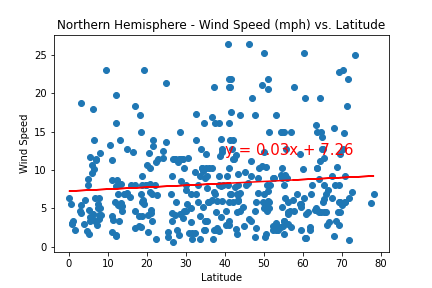 Northern Hemisphere - Wind Speed (mph) vs. Latitude
25
20
15
10
5
0
Wind Speed
y = 0.03x + 7.26
0 10 20 30 40 50 60 70 80
Latitude